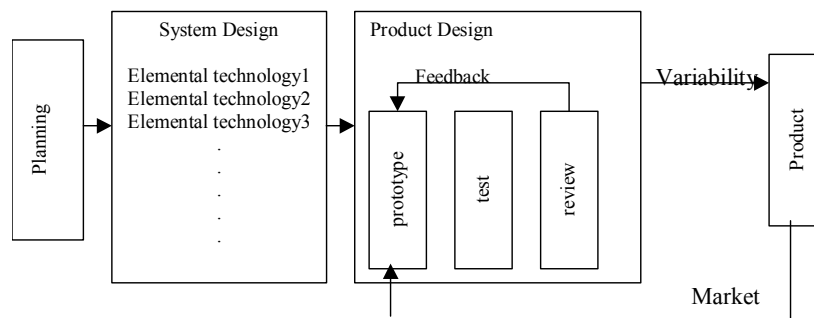 Planning
System Design
Elemental technology1
Elemental technology2
Elemental technology3
.
.
.
.
.
Product Design
Feedback
prototype
test
review
Variability
Product
Market